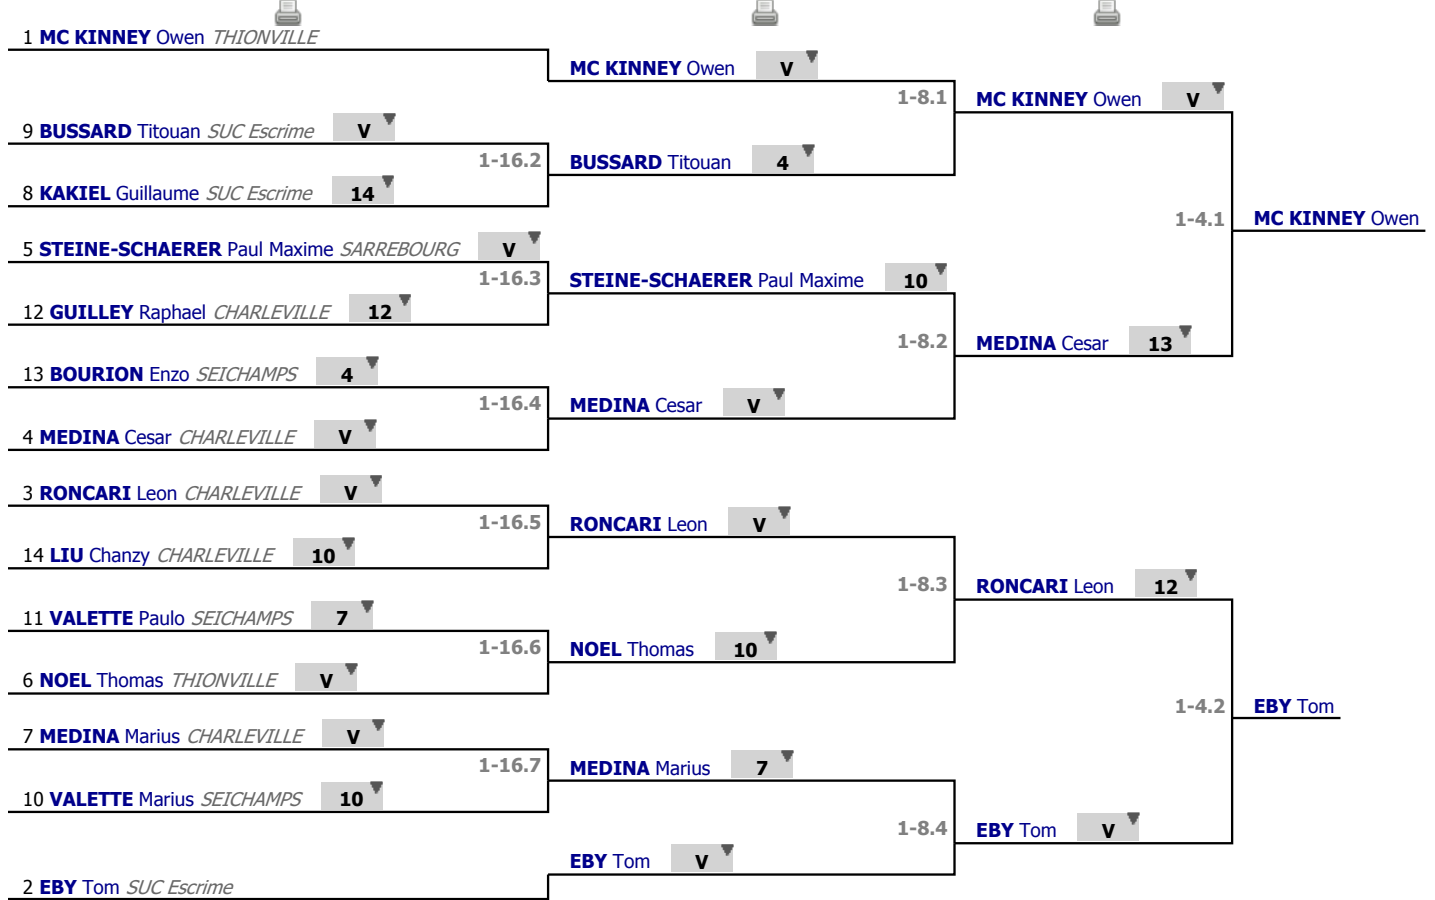 1 MC KINNEY Owen THIONVILLE
9 BUSSARD Titouan SUC Escrime V
1-16.2
8 KAKIEL Guillaume SUC Escrime 14
5 STEINE-SCHAERER Paul Maxime SARREBOURG V
1-16.3
12 GUILLEY Raphael CHARLEVILLE 12
13 BOURION Enzo SEICHAMPS 4
1-16.4
4 MEDINA Cesar CHARLEVILLE V
3 RONCARI Leon CHARLEVILLE V
1-16.5
14 LIU Chanzy CHARLEVILLE 10
11 VALETTE Paulo SEICHAMPS 7
1-16.6
6 NOEL Thomas THIONVILLE V
7 MEDINA Marius CHARLEVILLE V
1-16.7
10 VALETTE Marius SEICHAMPS 10
2 EBY Tom SUC Escrime
MC KINNEY Owen V
1-8.1
BUSSARD Titouan 4
STEINE-SCHAERER Paul Maxime 10
1-8.2
MEDINA Cesar V
RONCARI Leon V
1-8.3
NOEL Thomas 10
MEDINA Marius 7
1-8.4
EBY Tom V
MC KINNEY Owen V
1-4.1
MEDINA Cesar 13
RONCARI Leon 12
1-4.2
EBY Tom V
MC KINNEY Owen
EBY Tom